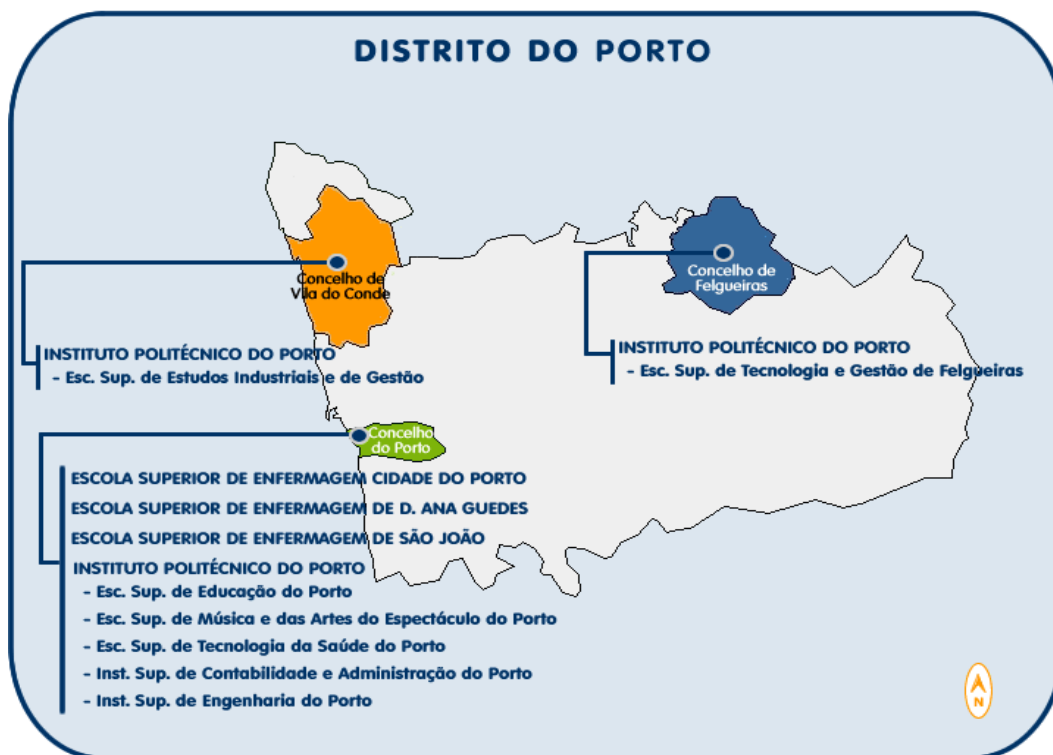 DISTRITO DO PORTO
Concelho de
Vila do Conde
INSTITUTO POLITÉCNICO DO PORTO
- Esc. Sup. de Estudos Industriais e de Gestão
Concelho de
Felgueiras
INSTITUTO POLITÉCNICO DO PORTO
- Esc. Sup. de Tecnologia e Gestão de Felgueiras
Concelho
do Porto
ESCOLA SUPERIOR DE ENFERMAGEM CIDADE DO PORTO
ESCOLA SUPERIOR DE ENFERMAGEM DE D. ANA GUEDES
ESCOLA SUPERIOR DE ENFERMAGEM DE SÃO JOÃO
INSTITUTO POLITÉCNICO DO PORTO
- Esc. Sup. de Educação do Porto
- Esc. Sup. de Música e das Artes do Espectáculo do Porto
- Esc. Sup. de Tecnologia da Saúde do Porto
- Inst. Sup. de Contabilidade e Administração do Porto
- Inst. Sup. de Engenharia do Porto
N